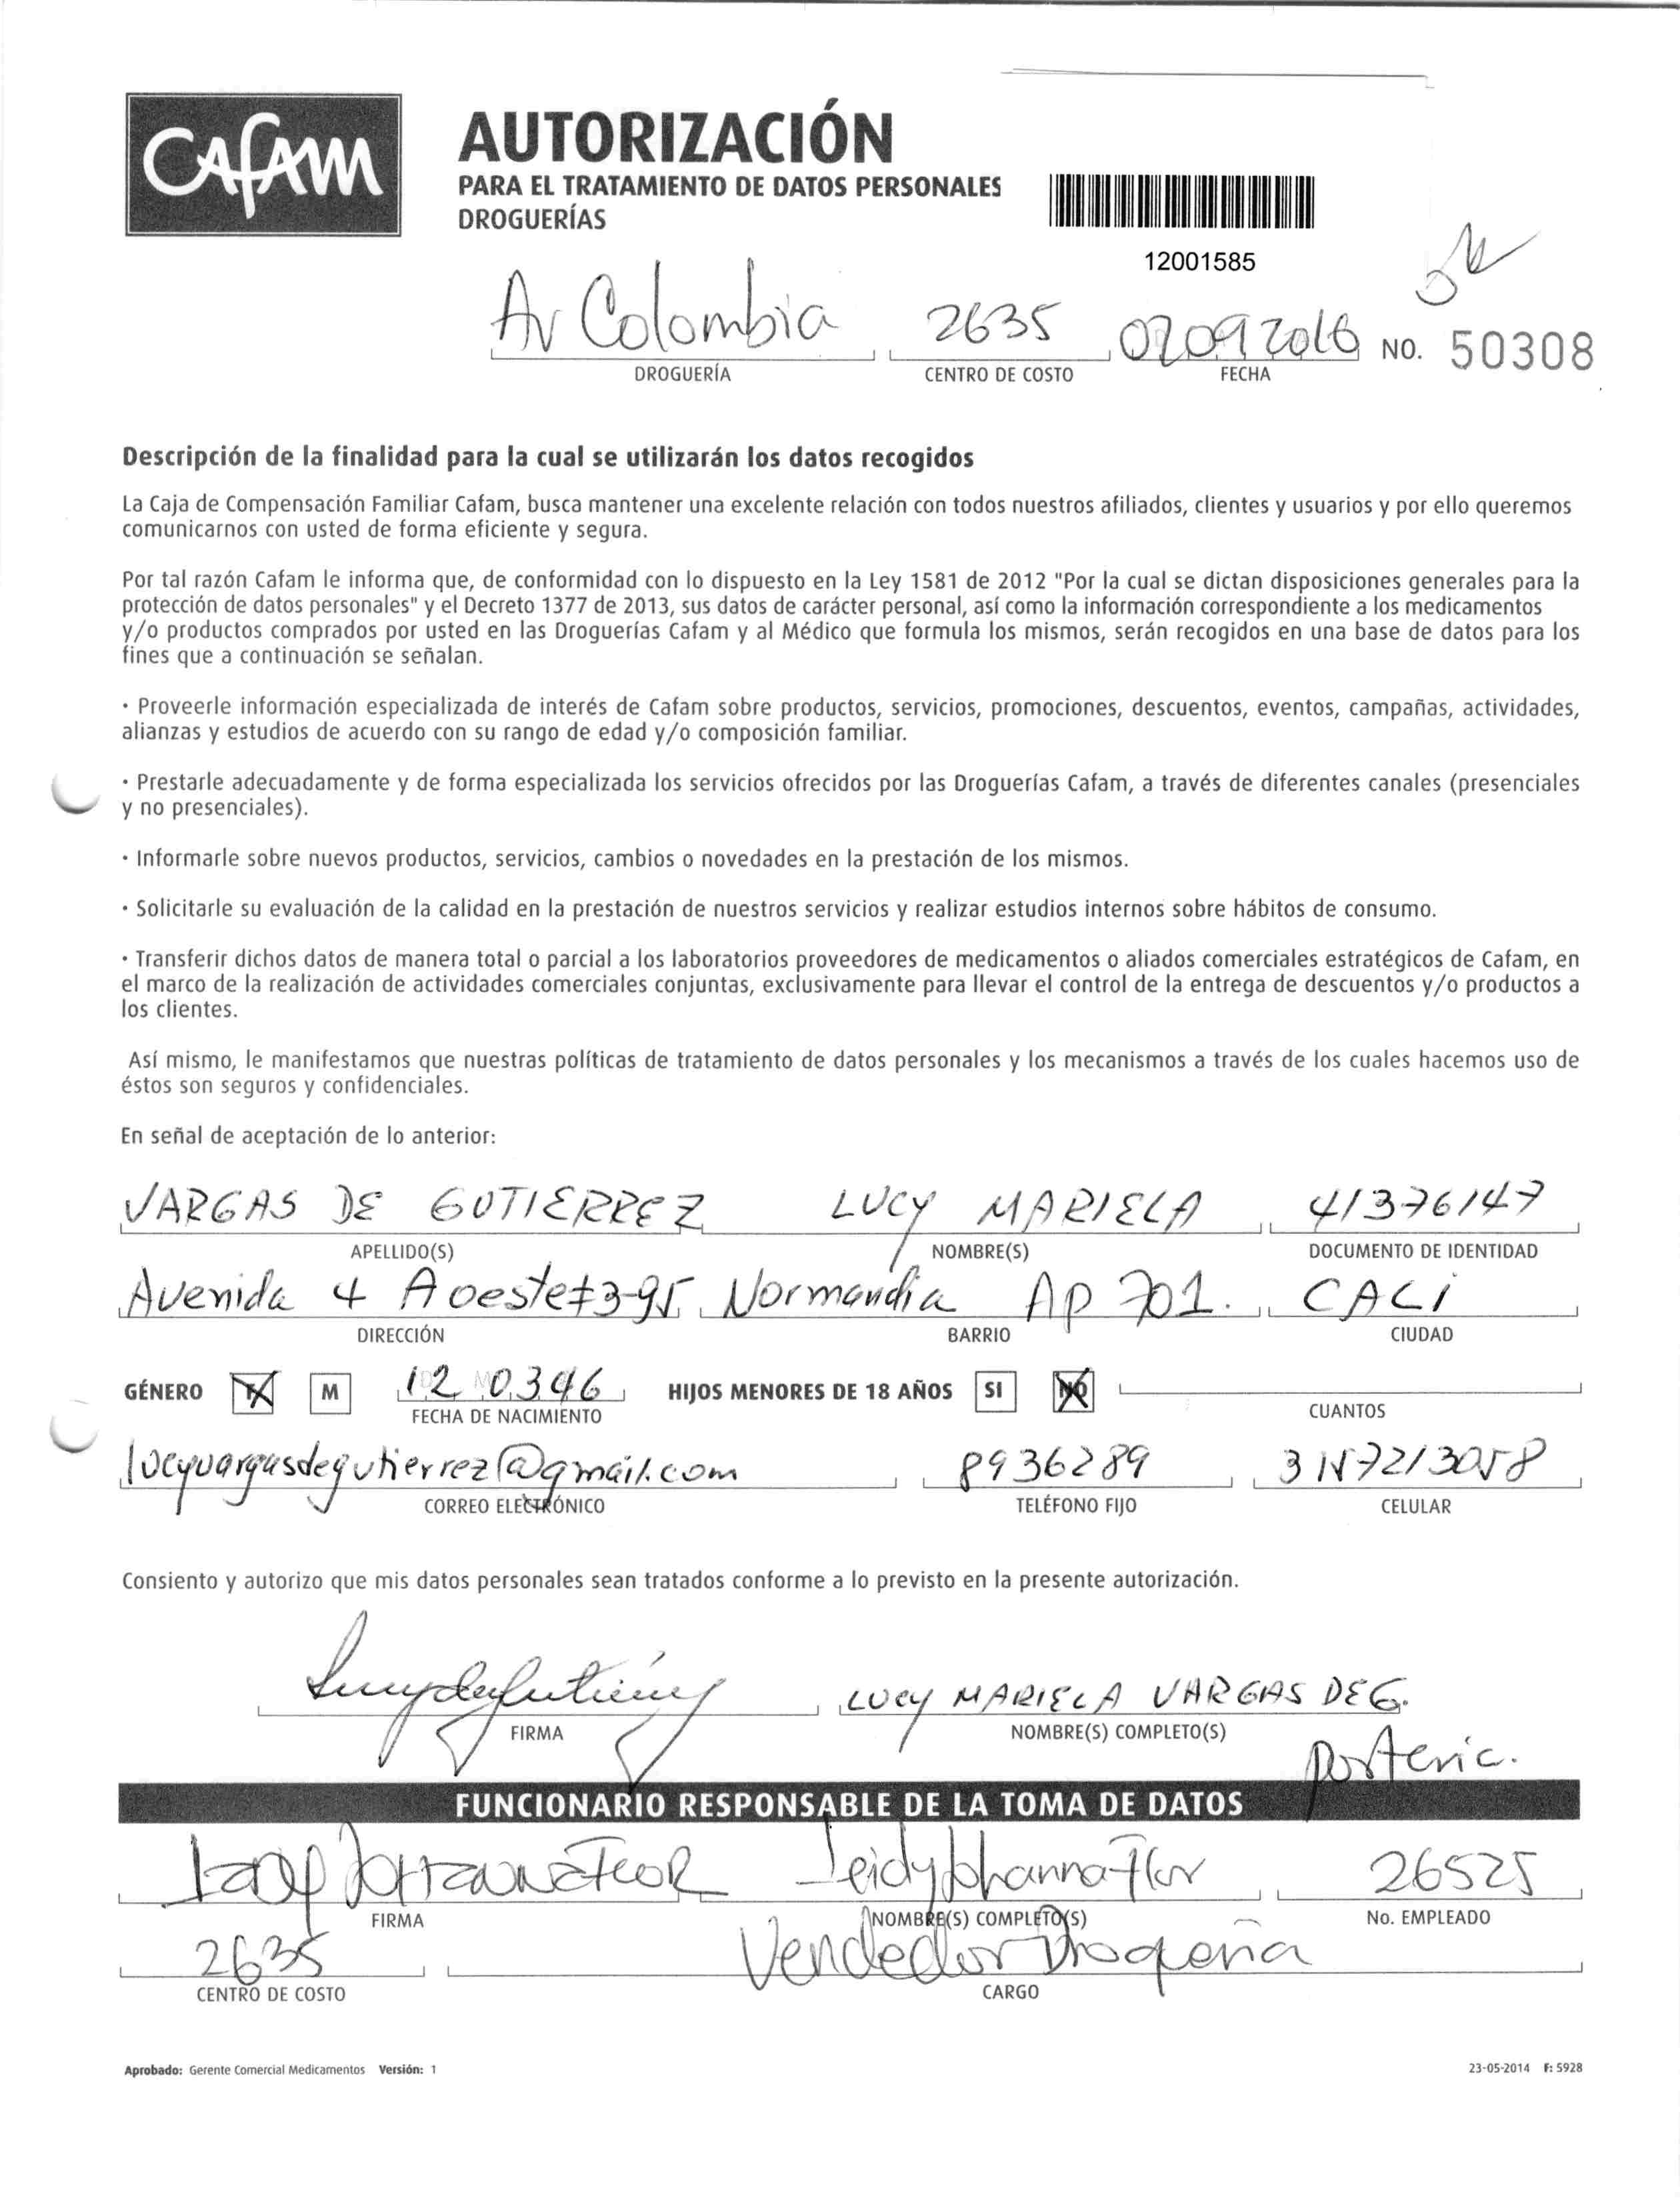 Cafam
AUTORIZACIÓN
PARA EL TRATAMIENTO DE DATOS PERSONALES
DROGUERÍAS
12001585
Av Colombia 2635 02092016 NO. 50308
DROGUERÍA CENTRO DE COSTO FECHA
Descripción de la finalidad para la cual se utilizarán los datos recogidos
La Caja de Compensación Familiar Cafam, busca mantener una excelente relación con todos nuestros afiliados, clientes y usuarios y por ello queremos
comunicarnos con usted de forma eficiente y segura.
Por tal razón Cafam le informa que, de conformidad con lo dispuesto en la Ley 1581 de 2012 "Por la cual se dictan disposiciones generales para la
protección de datos personales" y el Decreto 1377 de 2013, sus datos de carácter personal, así como la información correspondiente a los medicamentos
y/o productos comprados por usted en las Droguerías Cafam y al Médico que formula los mismos, serán recogidos en una base de datos para los
fines que a continuación se señalan.
· Proveerle información especializada de interés de Cafam sobre productos, servicios, promociones, descuentos, eventos, campañas, actividades,
alianzas y estudios de acuerdo con su rango de edad y/o composición familiar.
· Prestarle adecuadamente y de forma especializada los servicios ofrecidos por las Droguerías Cafam, a través de diferentes canales (presenciales
y no presenciales).
· Informarle sobre nuevos productos, servicios, cambios o novedades en la prestación de los mismos.
· Solicitarle su evaluación de la calidad en la prestación de nuestros servicios y realizar estudios internos sobre hábitos de consumo.
· Transferir dichos datos de manera total o parcial a los laboratorios proveedores de medicamentos o aliados comerciales estratégicos de Cafam, en
el marco de la realización de actividades comerciales conjuntas, exclusivamente para llevar el control de la entrega de descuentos y/o productos a
los clientes.
Así mismo, le manifestamos que nuestras políticas de tratamiento de datos personales y los mecanismos a través de los cuales hacemos uso de
éstos son seguros y confidenciales.
En señal de aceptación de lo anterior:
VARGAS DE GUTIERREZ LUCY MARIELA 41376147
APELLIDO(S) NOMBRE(S) DOCUMENTO DE IDENTIDAD
Avenida 4 A oeste #3-95 Normandia Ap 701. CALI
DIRECCIÓN BARRIO CIUDAD
GÉNERO F M 12 03 46 HIJOS MENORES DE 18 AÑOS SI NO
FECHA DE NACIMIENTO CUANTOS
lucyvargasdegutierrez@gmail.com 8936289
CORREO ELECTRÓNICO TELÉFONO FIJO CELULAR
Consiento y autorizo que mis datos personales sean tratados conforme a lo previsto en la presente autorización.
LUCY MARIELA VARGAS DE G.
FIRMA NOMBRE(S) COMPLETO(S)
porteria.
FUNCIONARIO RESPONSABLE DE LA TOMA DE DATOS
Leidy Johanna Flor 26525
FIRMA NOMBRE(S) COMPLETO(S) No. EMPLEADO
2635 Vendedor Drogueria
CENTRO DE COSTO CARGO
Aprobado: Gerente Comercial Medicamentos Versión: 1 23-05-2014 F: 5928